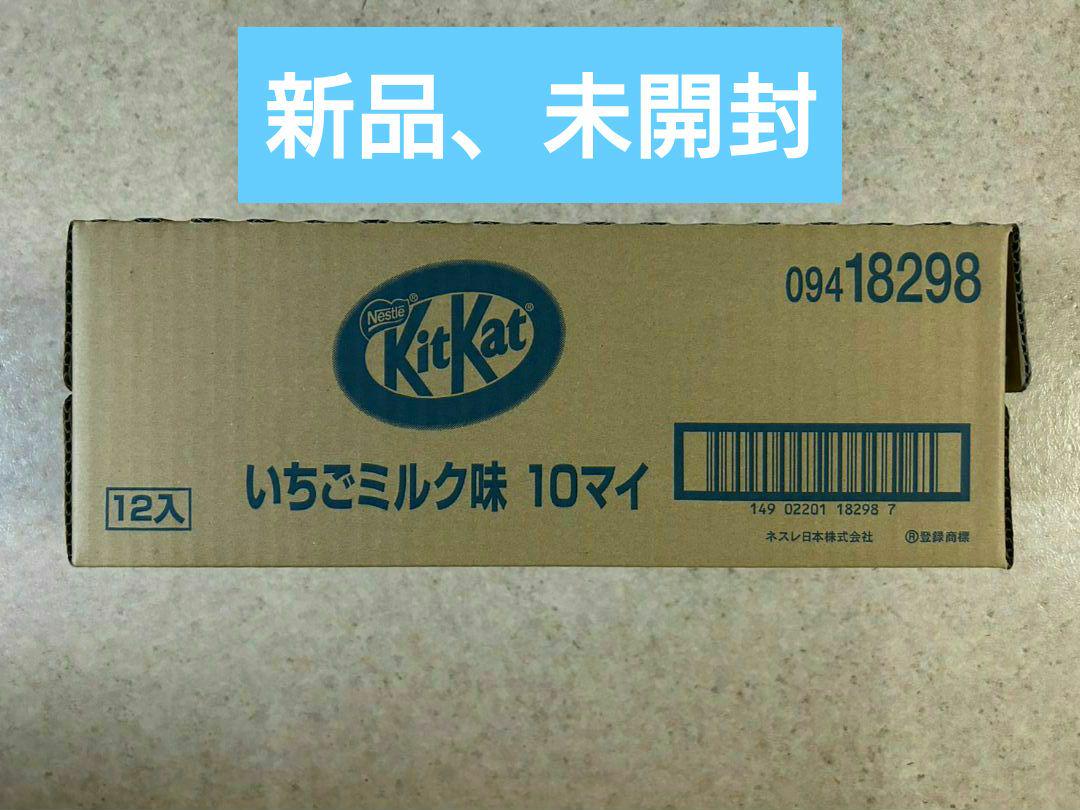 新品、未開封
09418298
Nestlé®
KitKat®
いちごミルク味 10マイ
12入
149 02201 18298 7
ネスレ日本株式会社 ®登録商標